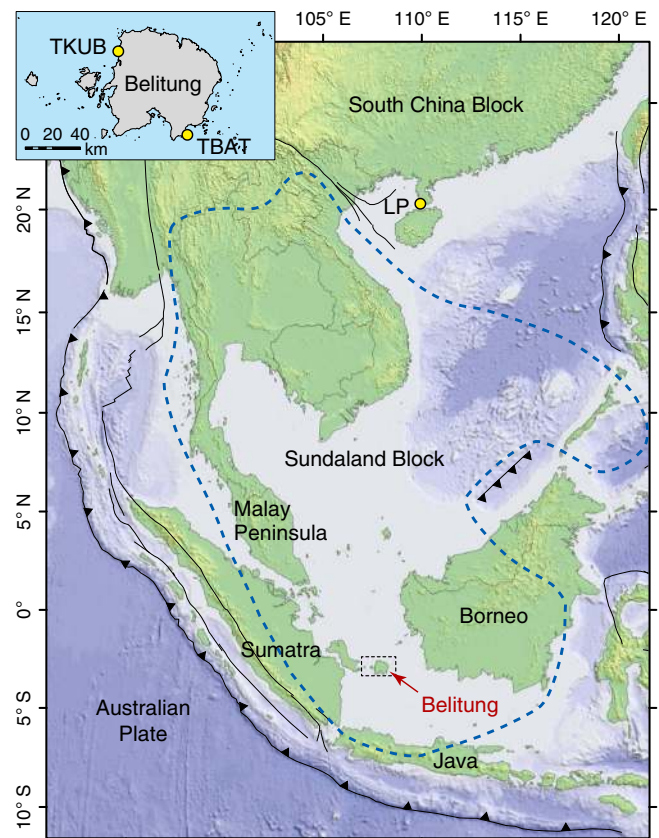 105° E 110° E 115° E 120° E
TKUB
Belitung
TBAT
0 20 40
km
South China Block
LP
20° N
15° N
10° N
5° N
0°
5° S
10° S
Sundaland Block
Malay
Peninsula
Borneo
Sumatra
Belitung
Australian
Plate
Java